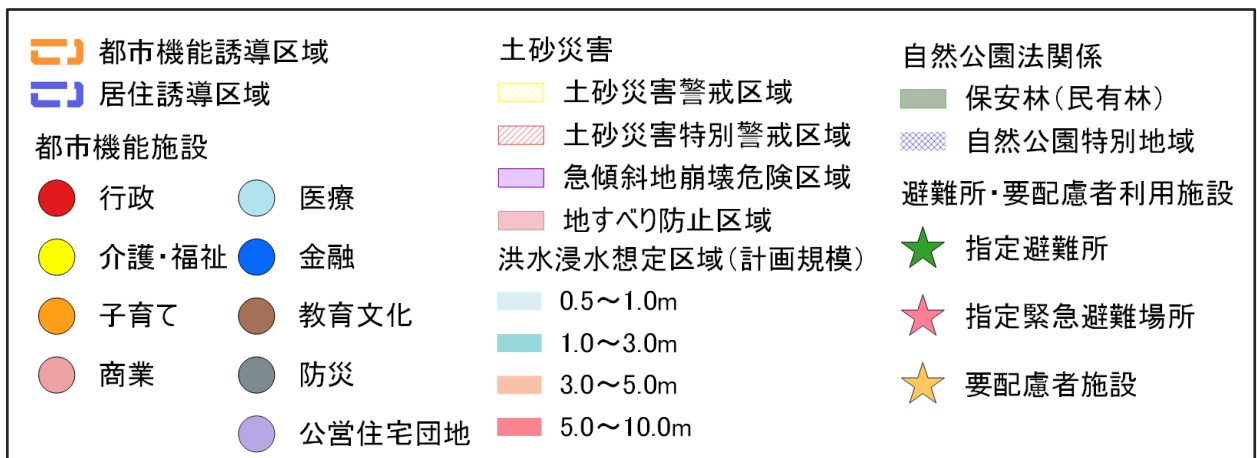 都市機能誘導区域
居住誘導区域
都市機能施設
行政
医療
介護・福祉
金融
子育て
教育文化
商業
防災
公営住宅団地
土砂災害
土砂災害警戒区域
土砂災害特別警戒区域
急傾斜地崩壊危険区域
地すべり防止区域
洪水浸水想定区域(計画規模)
0.5～1.0m
1.0～3.0m
3.0～5.0m
5.0～10.0m
自然公園法関係
保安林(民有林)
自然公園特別地域
避難所・要配慮者利用施設
指定避難所
指定緊急避難場所
要配慮者施設